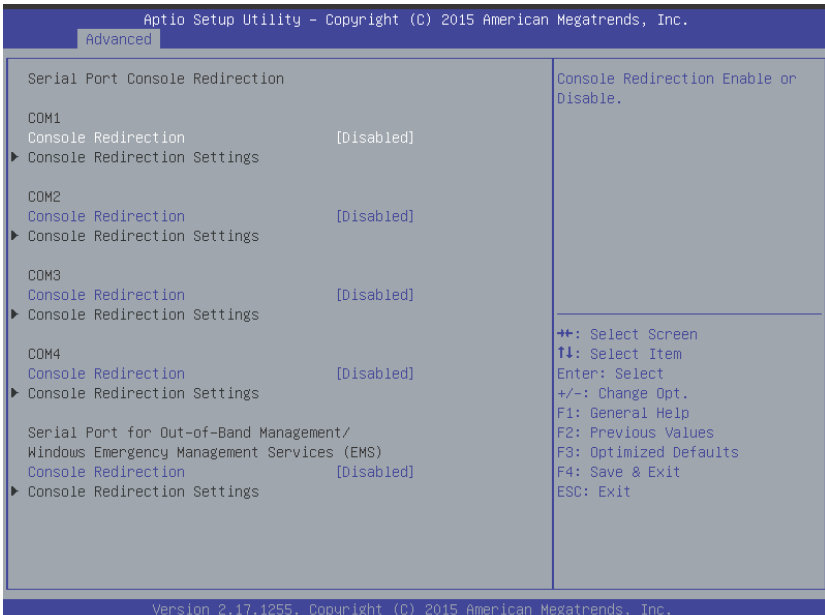 Aptio Setup Utility – Copyright (C) 2015 American Megatrends, Inc.
Advanced
Serial Port Console Redirection
COM1
Console Redirection [Disabled]
▶ Console Redirection Settings
COM2
Console Redirection [Disabled]
▶ Console Redirection Settings
COM3
Console Redirection [Disabled]
▶ Console Redirection Settings
COM4
Console Redirection [Disabled]
▶ Console Redirection Settings
Serial Port for Out-of-Band Management/
Windows Emergency Management Services (EMS)
Console Redirection [Disabled]
▶ Console Redirection Settings
Console Redirection Enable or
Disable.
→←: Select Screen
↑↓: Select Item
Enter: Select
+/-: Change Opt.
F1: General Help
F2: Previous Values
F3: Optimized Defaults
F4: Save & Exit
ESC: Exit
Version 2.17.1255. Copyright (C) 2015 American Megatrends, Inc.